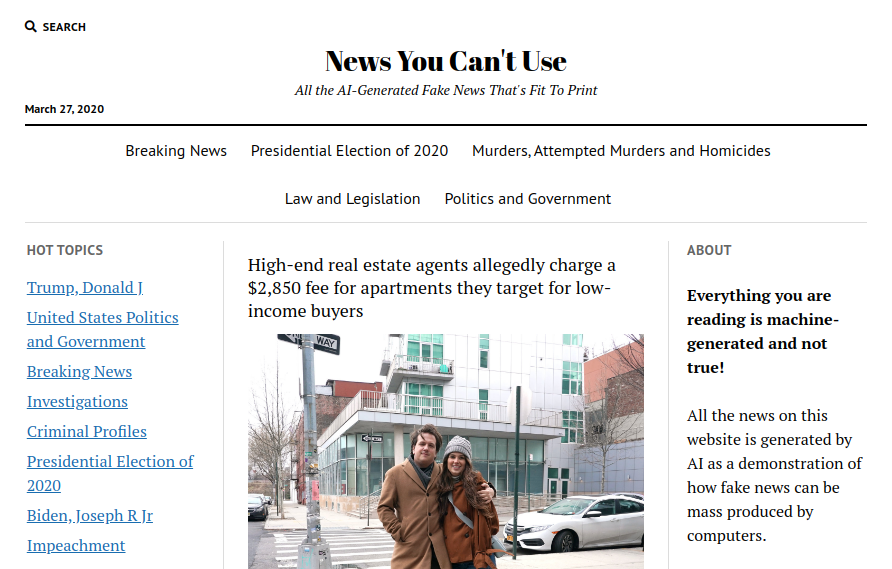 SEARCH
News You Can't Use
All the AI-Generated Fake News That's Fit To Print
March 27, 2020
Breaking News
Presidential Election of 2020
Murders, Attempted Murders and Homicides
Law and Legislation
Politics and Government
HOT TOPICS
Trump, Donald J
United States Politics
and Government
Breaking News
Investigations
Criminal Profiles
Presidential Election of
2020
Biden, Joseph R Jr
Impeachment
High-end real estate agents allegedly charge a
$2,850 fee for apartments they target for low-
income buyers
WAY
ABOUT
Everything you are
reading is machine-
generated and not
true!
All the news on this
website is generated by
AI as a demonstration of
how fake news can be
mass produced by
computers.